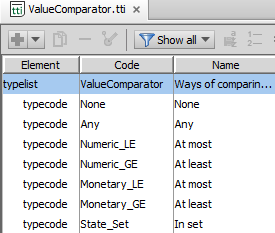 tti ValueComparator.tti ×
Show all
Element Code Name
typelist ValueComparator Ways of comparin...
typecode None None
typecode Any Any
typecode Numeric_LE At most
typecode Numeric_GE At least
typecode Monetary_LE At most
typecode Monetary_GE At least
typecode State_Set In set